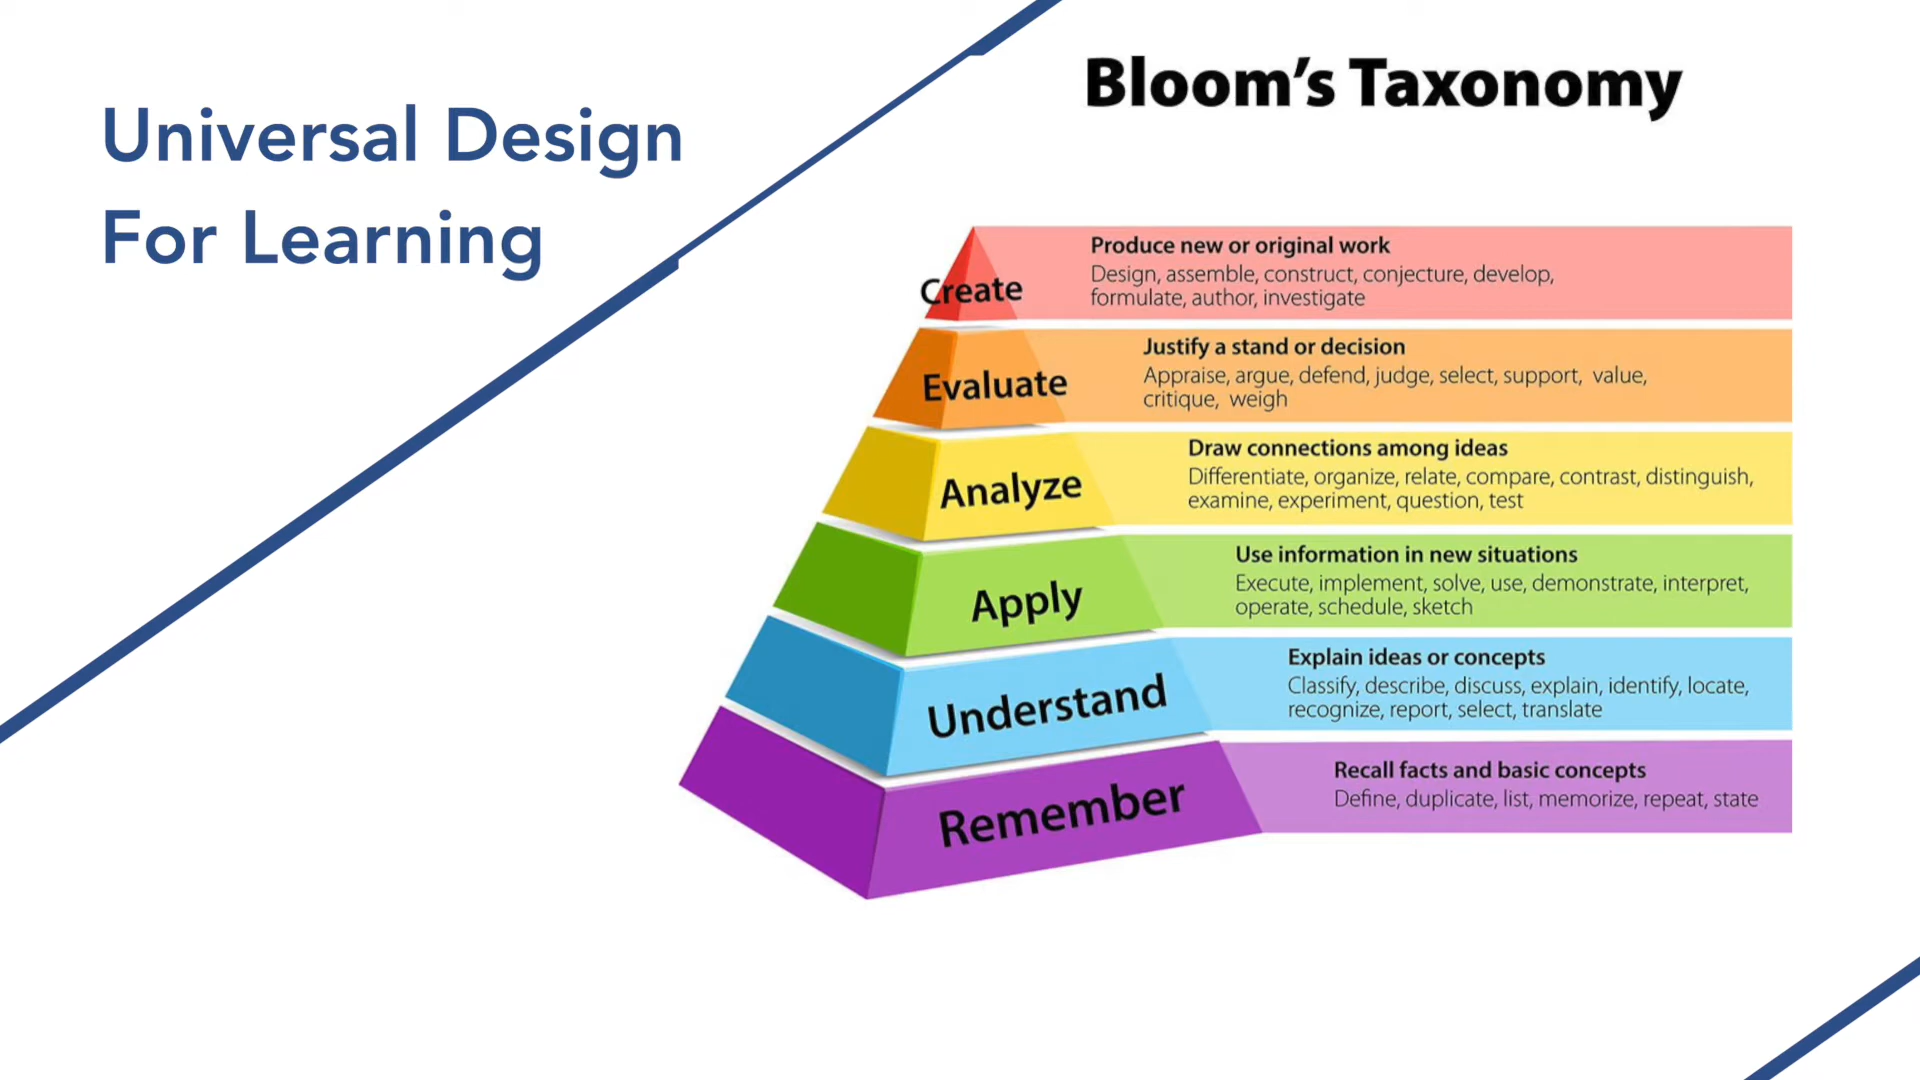 Universal Design
For Learning
Bloom's Taxonomy
Create
Produce new or original work
Design, assemble, construct, conjecture, develop,
formulate, author, investigate
Evaluate
Justify a stand or decision
Appraise, argue, defend, judge, select, support, value,
critique, weigh
Analyze
Draw connections among ideas
Differentiate, organize, relate, compare, contrast, distinguish,
examine, experiment, question, test
Apply
Use information in new situations
Execute, implement, solve, use, demonstrate, interpret,
operate, schedule, sketch
Understand
Explain ideas or concepts
Classify, describe, discuss, explain, identify, locate,
recognize, report, select, translate
Remember
Recall facts and basic concepts
Define, duplicate, list, memorize, repeat, state